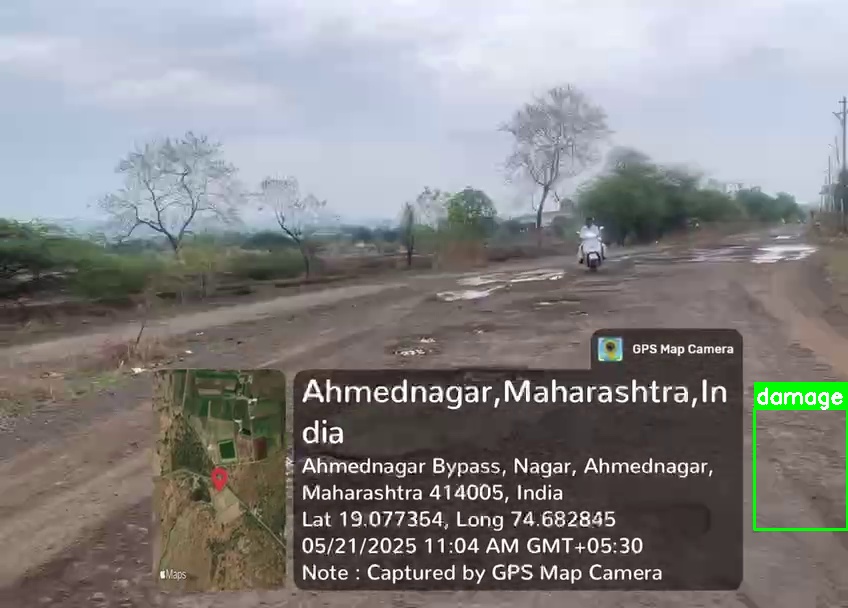 GPS Map Camera
Ahmednagar,Maharashtra,In
dia
Ahmednagar Bypass, Nagar, Ahmednagar,
Maharashtra 414005, India
Lat 19.077354, Long 74.682845
05/21/2025 11:04 AM GMT+05:30
Note : Captured by GPS Map Camera
damage
Maps